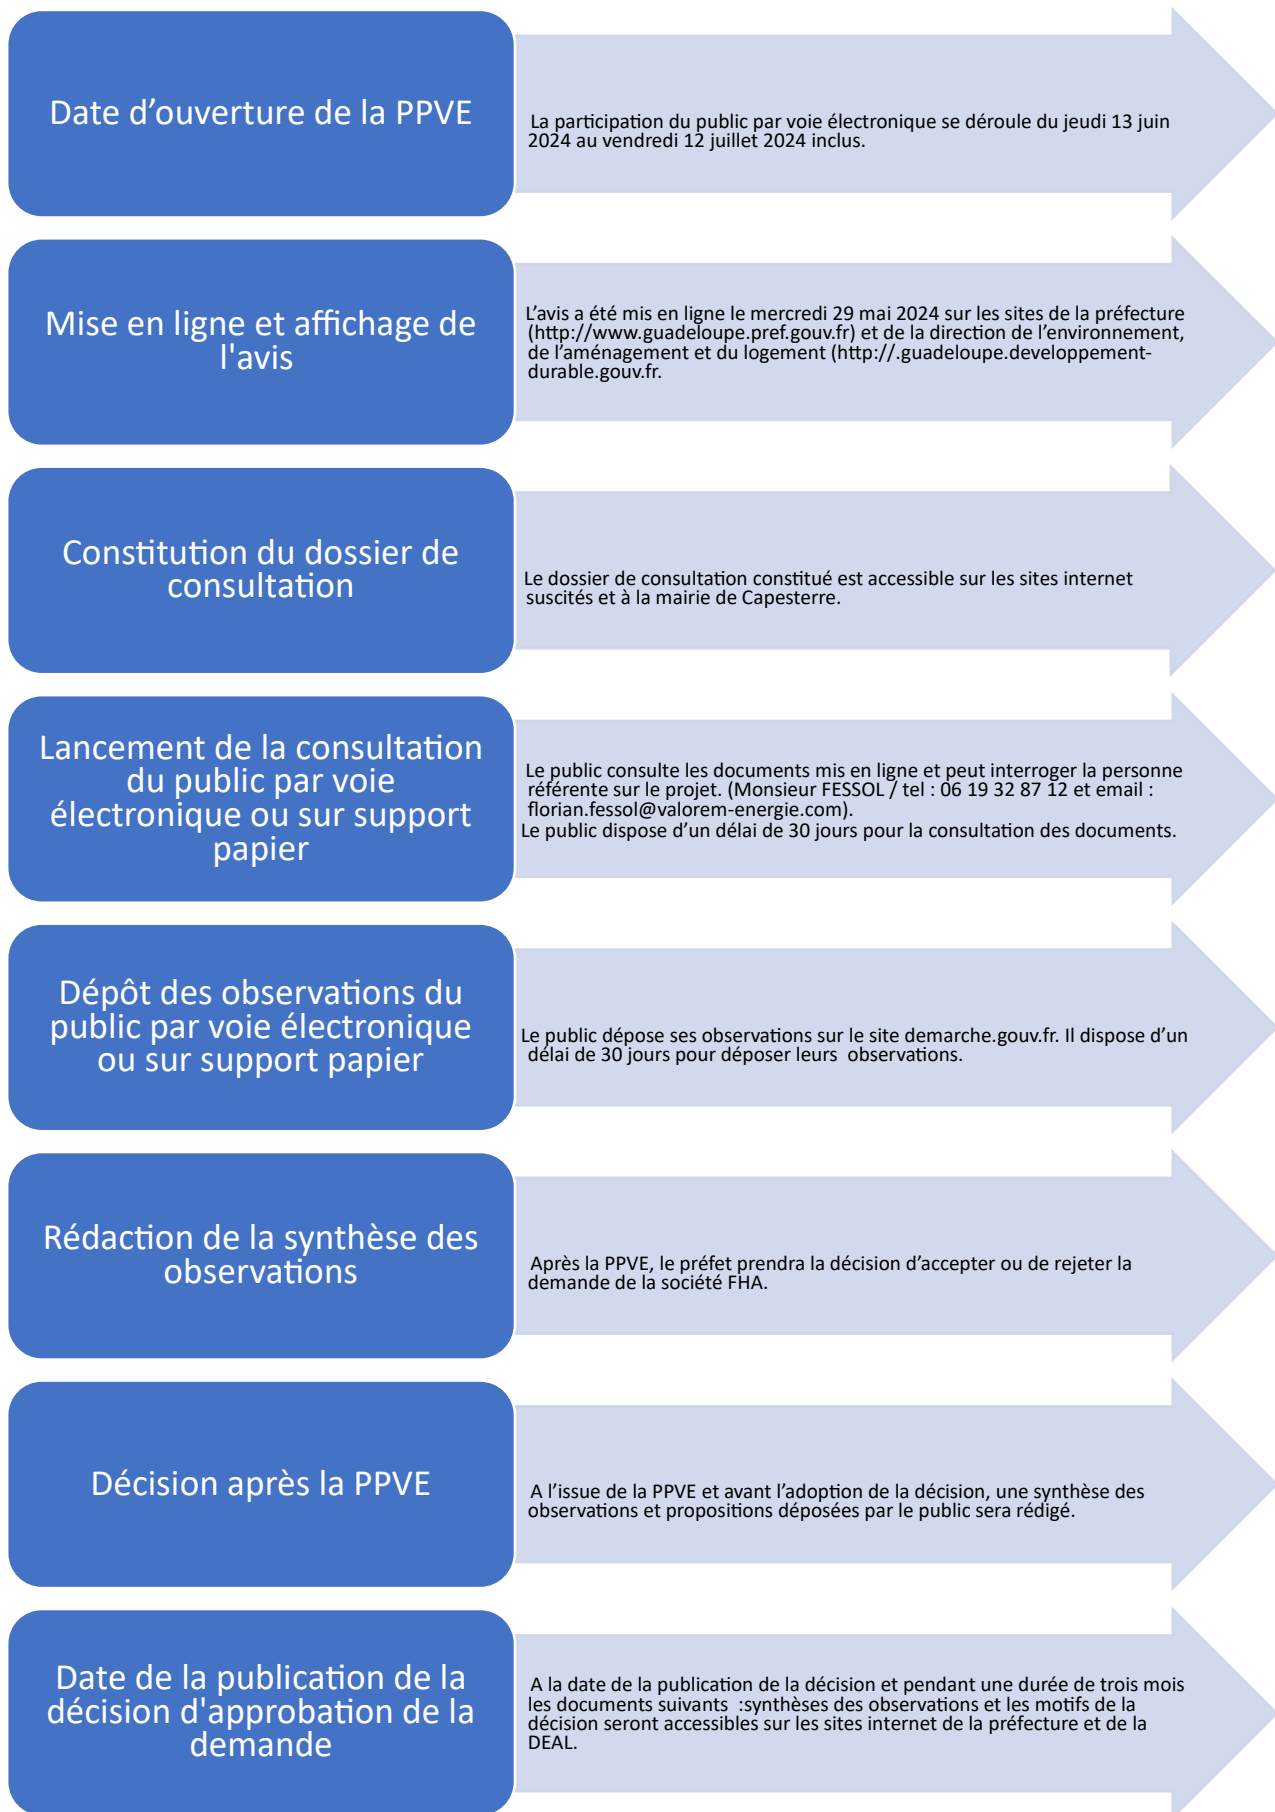 Date d’ouverture de la PPVE
La participation du public par voie électronique se déroule du jeudi 13 juin
2024 au vendredi 12 juillet 2024 inclus.
Mise en ligne et affichage de
l'avis
L’avis a été mis en ligne le mercredi 29 mai 2024 sur les sites de la préfecture
(http://www.guadeloupe.pref.gouv.fr) et de la direction de l’environnement,
de l’aménagement et du logement (http://.guadeloupe.developpement-
durable.gouv.fr.
Constitution du dossier de
consultation
Le dossier de consultation constitué est accessible sur les sites internet
suscités et à la mairie de Capesterre.
Lancement de la consultation
du public par voie
électronique ou sur support
papier
Le public consulte les documents mis en ligne et peut interroger la personne
référente sur le projet. (Monsieur FESSOL / tel : 06 19 32 87 12 et email :
florian.fessol@valorem-energie.com).
Le public dispose d’un délai de 30 jours pour la consultation des documents.
Dépôt des observations du
public par voie électronique
ou sur support papier
Le public dépose ses observations sur le site demarche.gouv.fr. Il dispose d’un
délai de 30 jours pour déposer leurs  observations.
Rédaction de la synthèse des
observations
Après la PPVE, le préfet prendra la décision d’accepter ou de rejeter la
demande de la société FHA.
Décision après la PPVE
A l’issue de la PPVE et avant l’adoption de la décision, une synthèse des
observations et propositions déposées par le public sera rédigé.
Date de la publication de la
décision d'approbation de la
demande
A la date de la publication de la décision et pendant une durée de trois mois
les documents suivants  :synthèses des observations et les motifs de la
décision seront accessibles sur les sites internet de la préfecture et de la
DEAL.